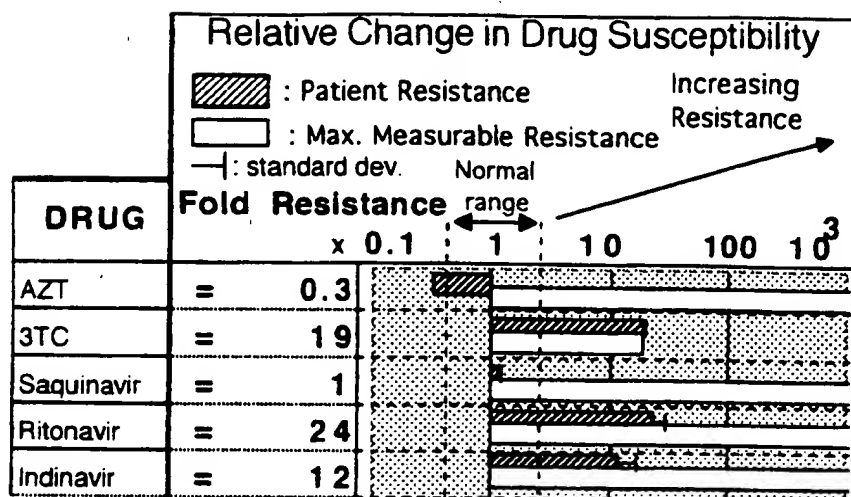 Relative Change in Drug Susceptibility
: Patient Resistance
Increasing
Resistance
: Max. Measurable Resistance
: standard dev.
Normal
range
DRUG
Fold Resistance
x 0.1 1 10 100 10³
AZT = 0.3
3TC = 19
Saquinavir = 1
Ritonavir = 24
Indinavir = 12